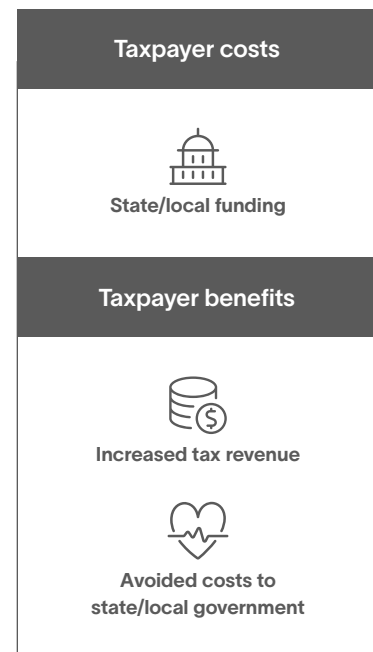 Taxpayer costs
State/local funding
Taxpayer benefits
$
Increased tax revenue
Avoided costs to
state/local government